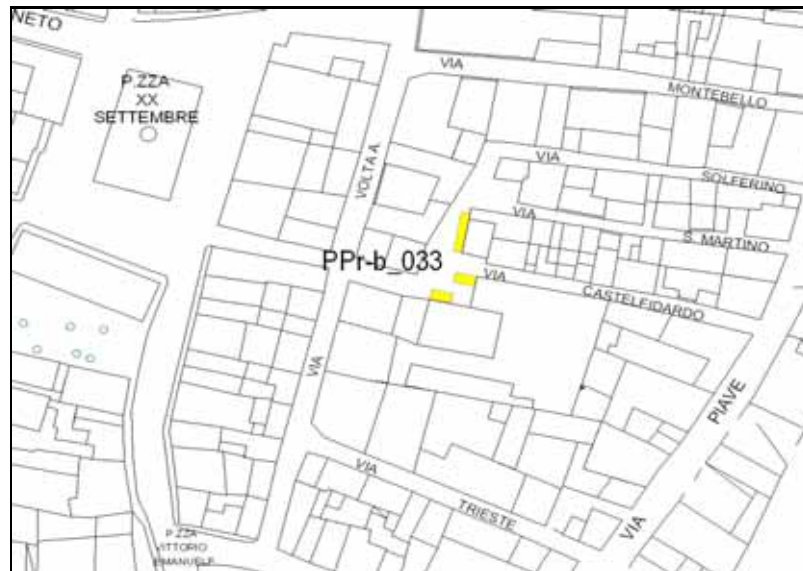 NETO
P.ZZA
XX
SETTEMBRE
VIA
MONTEBELLO
VIA
SOLFERINO
VOLTA A.
VIA
S. MARTINO
PPr-b_033
VIA
CASTELFIDARDO
VIA
PIAVE
VIA
TRIESTE
VIA
P.ZZA
VITTORIO
EMANUELE